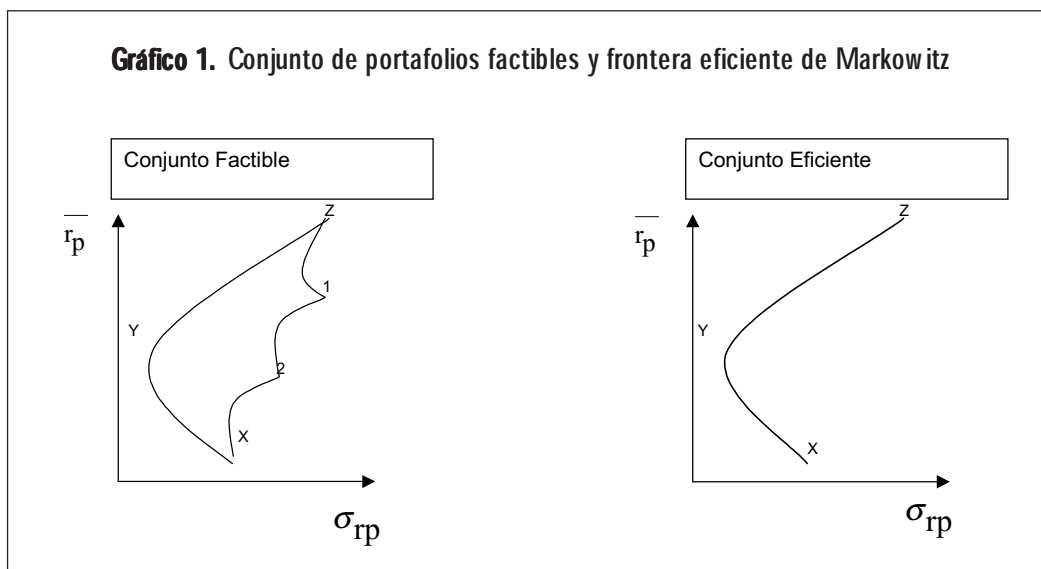 Gráfico 1. Conjunto de portafolios factibles y frontera eficiente de Markowitz
Conjunto Factible
r̅p̅
Z
1
Y
2
X
σrp
Conjunto Eficiente
r̅p̅
Z
Y
X
σrp